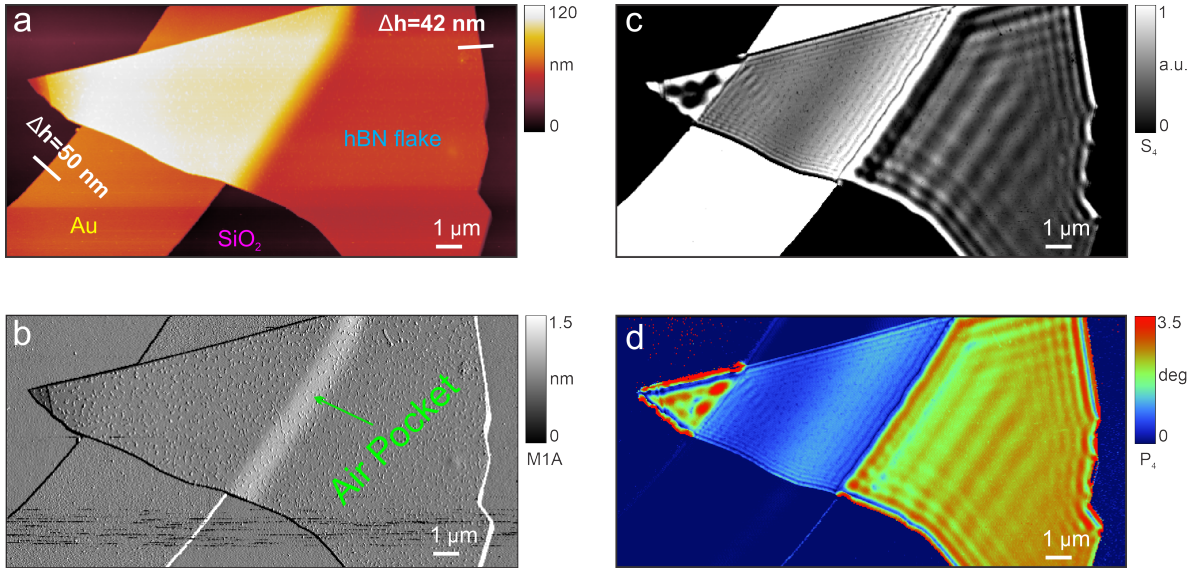 a
Δh=42 nm
120
nm
0
hBN flake
Δh=50 nm
Au
SiO₂
1 µm
c
1
a.u.
0
S₄
1 µm
b
1.5
nm
0
M1A
Air Pocket
1 µm
d
3.5
deg
0
P₄
1 µm